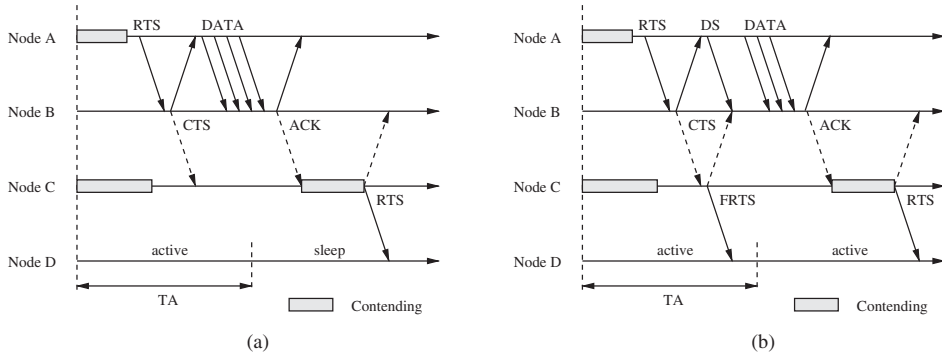 RTS DATA
Node A
Node B
CTS ACK
Node C
RTS
active sleep
Node D
TA
Contending
(a)
RTS DS DATA
Node A
Node B
CTS ACK
Node C
FRTS RTS
active active
Node D
TA
Contending
(b)